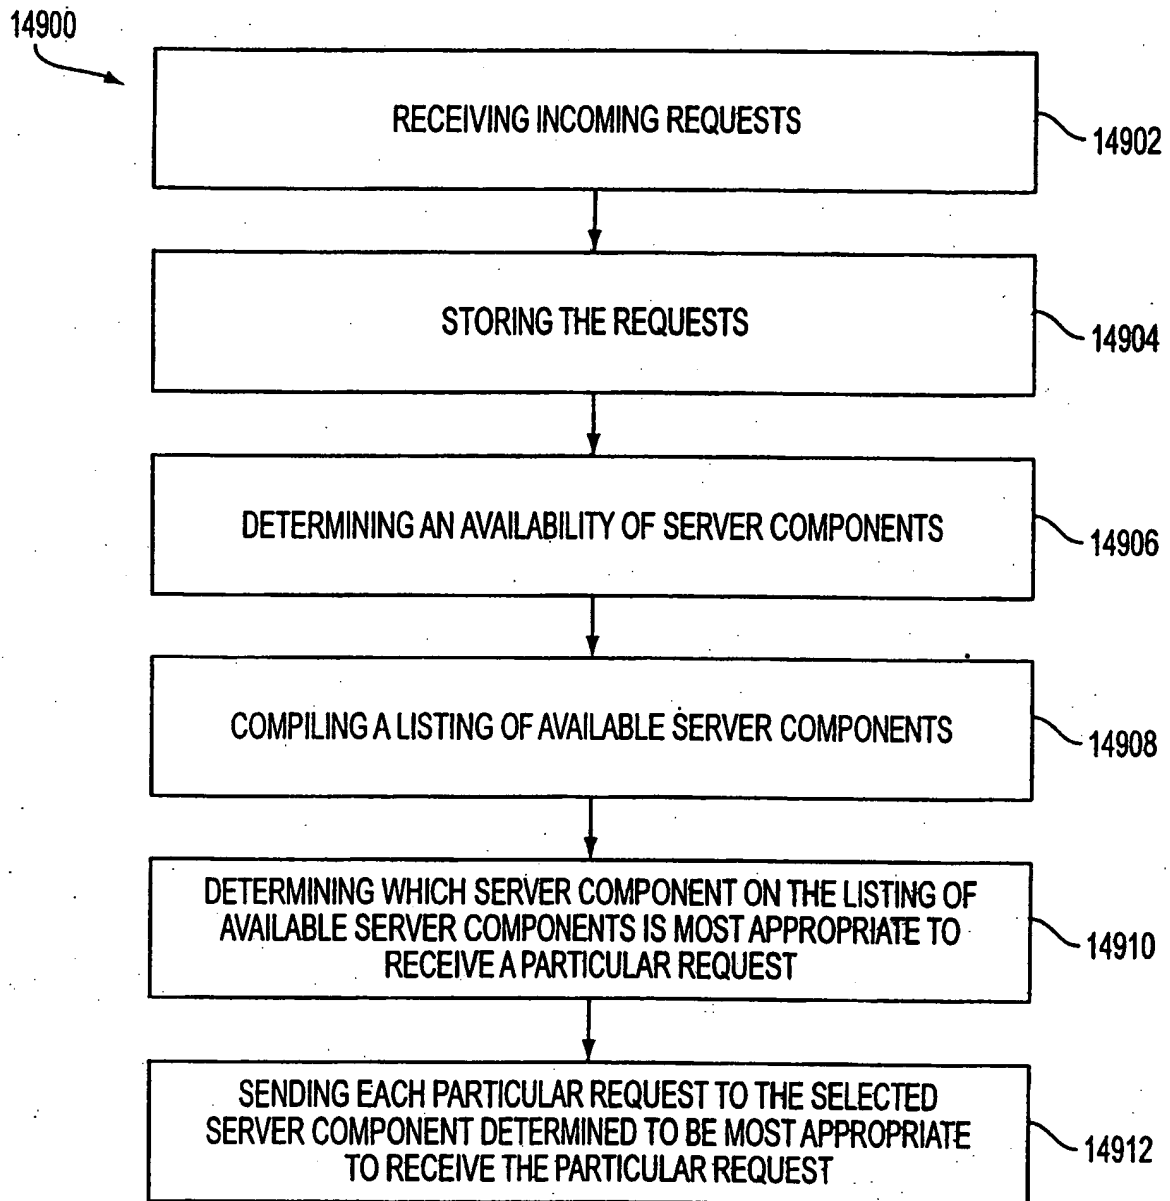 14900
RECEIVING INCOMING REQUESTS
14902
STORING THE REQUESTS
14904
DETERMINING AN AVAILABILITY OF SERVER COMPONENTS
14906
COMPILING A LISTING OF AVAILABLE SERVER COMPONENTS
14908
DETERMINING WHICH SERVER COMPONENT ON THE LISTING OF
AVAILABLE SERVER COMPONENTS IS MOST APPROPRIATE TO
RECEIVE A PARTICULAR REQUEST
14910
SENDING EACH PARTICULAR REQUEST TO THE SELECTED
SERVER COMPONENT DETERMINED TO BE MOST APPROPRIATE
TO RECEIVE THE PARTICULAR REQUEST
14912